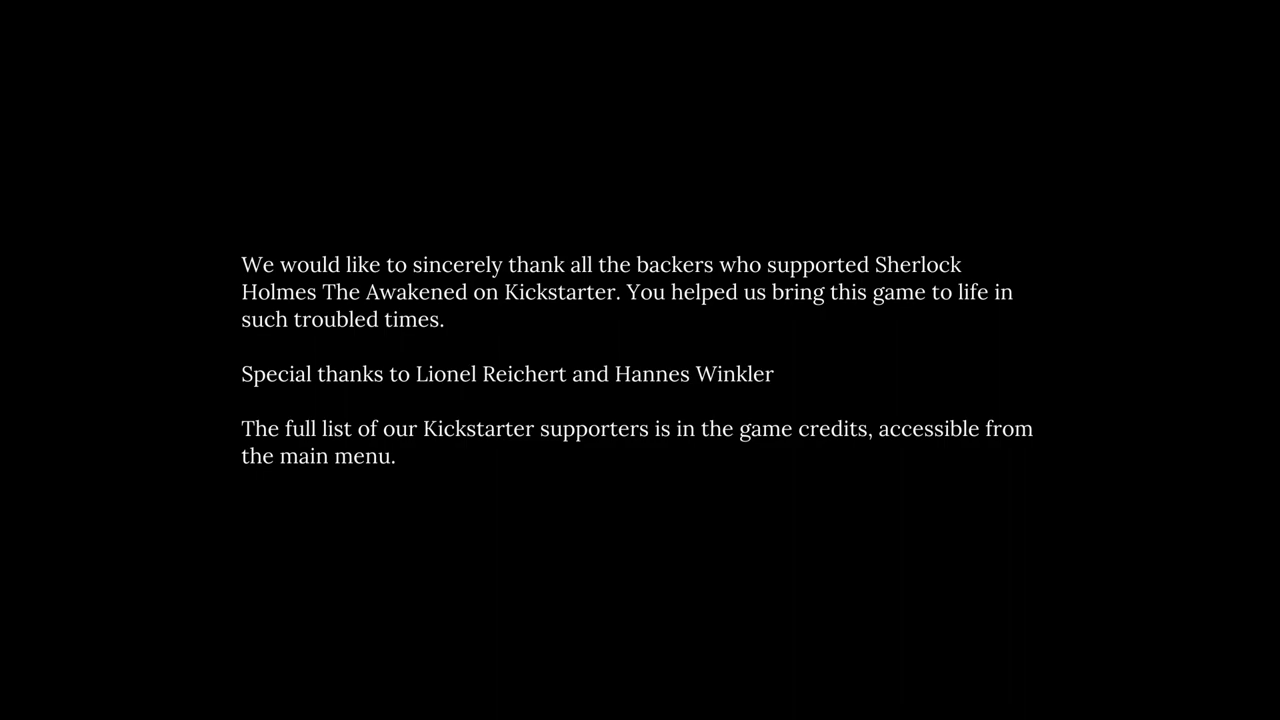 We would like to sincerely thank all the backers who supported Sherlock
Holmes The Awakened on Kickstarter. You helped us bring this game to life in
such troubled times.
Special thanks to Lionel Reichert and Hannes Winkler
The full list of our Kickstarter supporters is in the game credits, accessible from
the main menu.